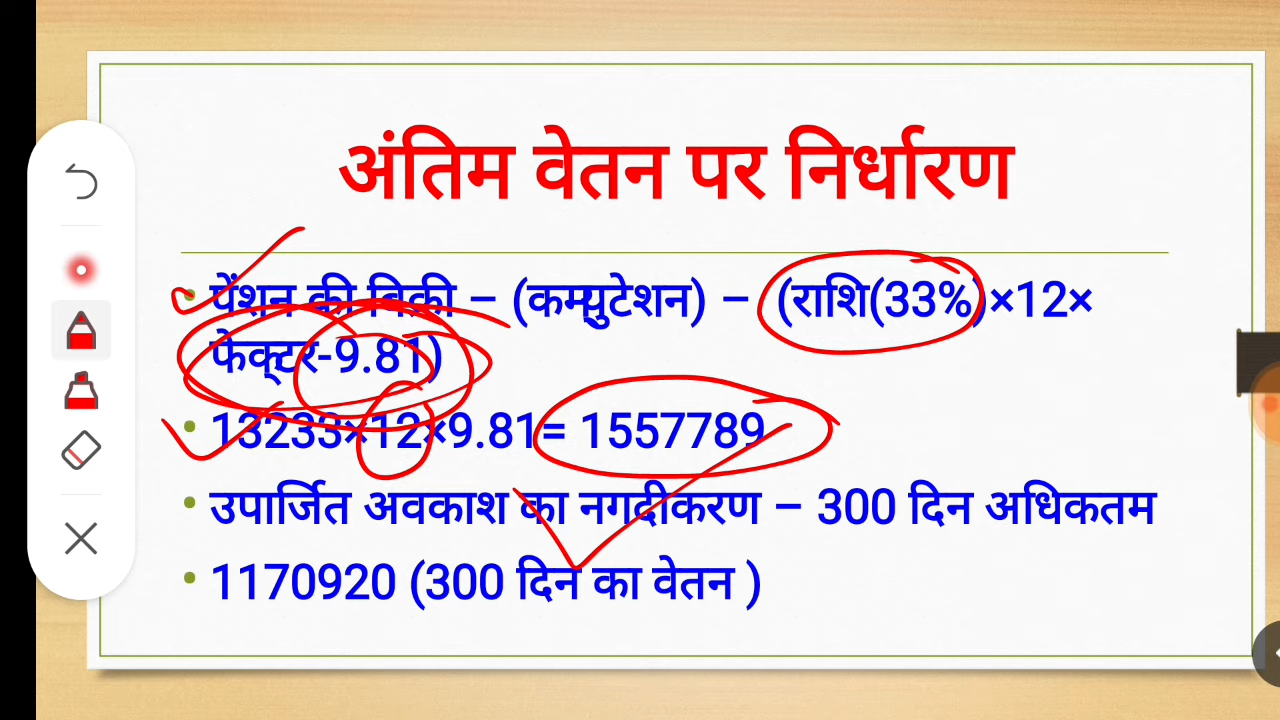 अंतिम वेतन पर निर्धारण
पेंशन की बिक्री – (कम्युटेशन) – (राशि(33%)×12×
फेक्टर-9.81)
13233×12×9.81= 1557789
उपार्जित अवकाश का नगदीकरण – 300 दिन अधिकतम
1170920 (300 दिन का वेतन )